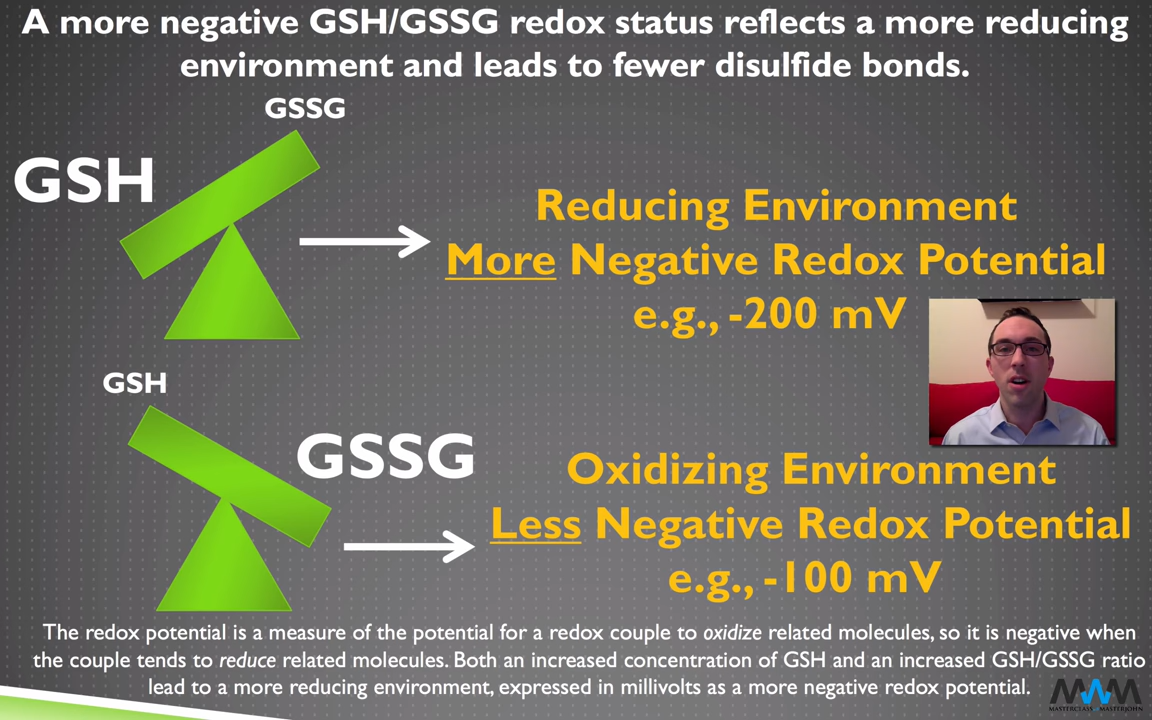 A more negative GSH/GSSG redox status reflects a more reducing
environment and leads to fewer disulfide bonds.
GSSG
GSH
Reducing Environment
More Negative Redox Potential
e.g., -200 mV
GSH
GSSG
Oxidizing Environment
Less Negative Redox Potential
e.g., -100 mV
The redox potential is a measure of the potential for a redox couple to oxidize related molecules, so it is negative when
the couple tends to reduce related molecules. Both an increased concentration of GSH and an increased GSH/GSSG ratio
lead to a more reducing environment, expressed in millivolts as a more negative redox potential.
MWM
MASTERCLASS WITH MASTERJOHN